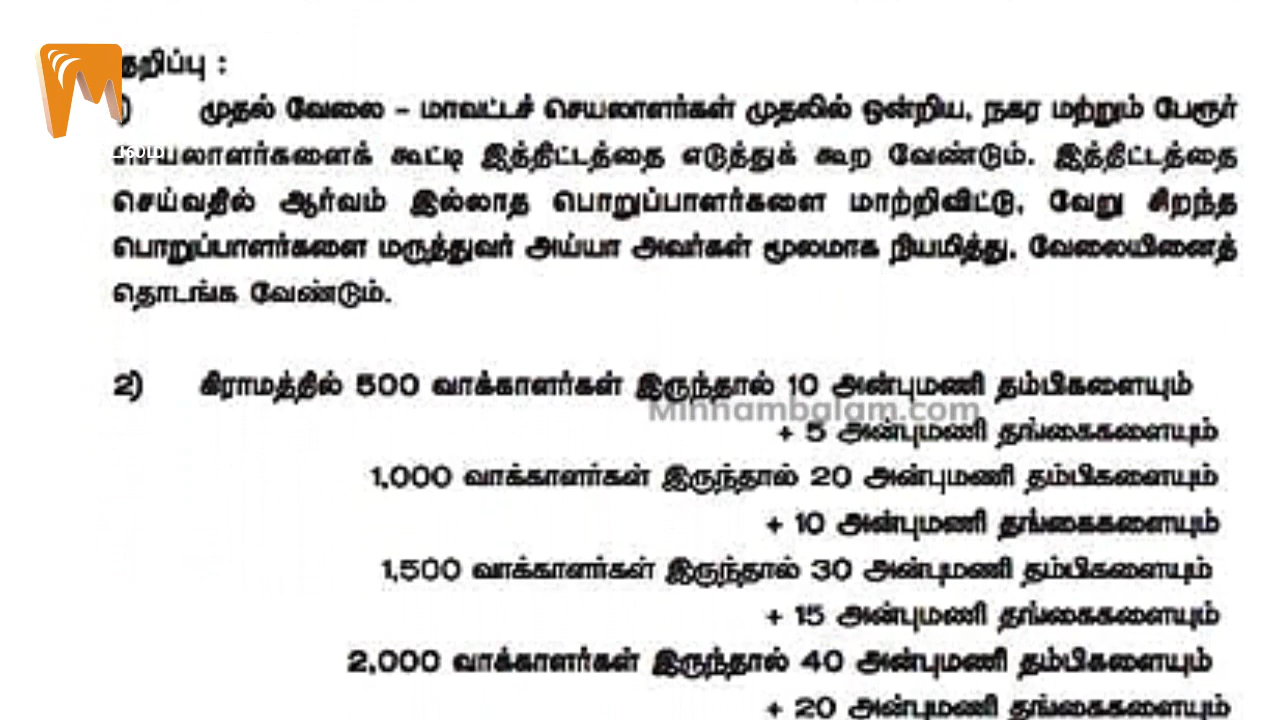 குறிப்பு :
1) முதல் வேலை – மாவட்டச் செயலாளர்கள் முதலில் ஒன்றிய, நகர மற்றும் பேரூர்
செயலாளர்களைக் கூட்டி இத்திட்டத்தை எடுத்துக் கூற வேண்டும். இத்திட்டத்தை
செய்வதில் ஆர்வம் இல்லாத பொறுப்பாளர்களை மாற்றிவிட்டு, வேறு சிறந்த
பொறுப்பாளர்களை மருத்துவர் அய்யா அவர்கள் மூலமாக நியமித்து, வேலையினைத்
தொடங்க வேண்டும்.
2) கிராமத்தில் 500 வாக்காளர்கள் இருந்தால் 10 அன்புமணி தம்பிகளையும்
Minnambalam.com
+ 5 அன்புமணி தங்கைகளையும்
1,000 வாக்காளர்கள் இருந்தால் 20 அன்புமணி தம்பிகளையும்
+ 10 அன்புமணி தங்கைகளையும்
1,500 வாக்காளர்கள் இருந்தால் 30 அன்புமணி தம்பிகளையும்
+ 15 அன்புமணி தங்கைகளையும்
2,000 வாக்காளர்கள் இருந்தால் 40 அன்புமணி தம்பிகளையும்
+ 20 அன்புமணி தங்கைகளையும்